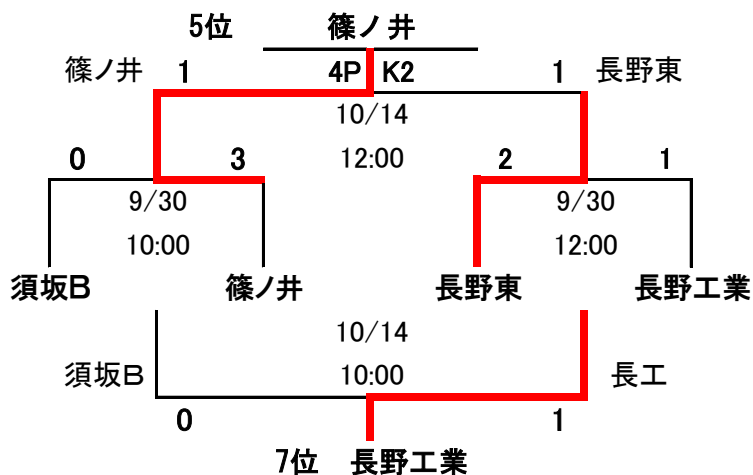 5位 篠ノ井
篠ノ井 1 4P K2 1 長野東
10/14
0 3 12:00 2 1
9/30 9/30
10:00 12:00
須坂B 篠ノ井 長野東 長野工業
10/14
須坂B 10:00 長工
0 1
7位 長野工業